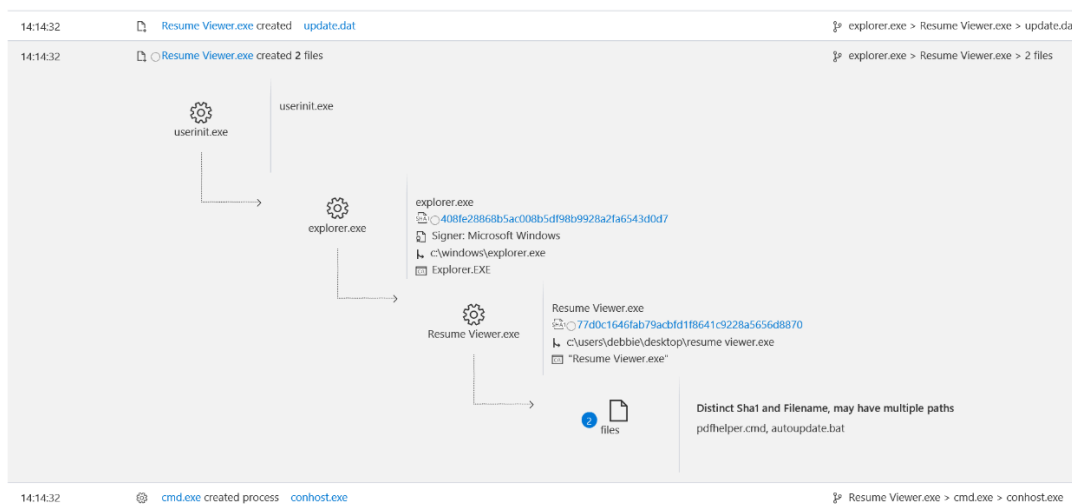 14:14:32 Resume Viewer.exe created update.dat explorer.exe > Resume Viewer.exe > update.da
14:14:32 Resume Viewer.exe created 2 files explorer.exe > Resume Viewer.exe > 2 files
userinit.exe
userinit.exe
explorer.exe
408fe28868b5ac008b5df98b9928a2fa6543d0d7
explorer.exe
Signer: Microsoft Windows
c:\windows\explorer.exe
Explorer.EXE
Resume Viewer.exe
77d0c1646fab79acbfd1f8641c9228a5656d8870
Resume Viewer.exe
c:\users\debbie\desktop\resume viewer.exe
"Resume Viewer.exe"
Distinct Sha1 and Filename, may have multiple paths
2
files
pdfhelper.cmd, autoupdate.bat
14:14:32 cmd.exe created process conhost.exe Resume Viewer.exe > cmd.exe > conhost.exe